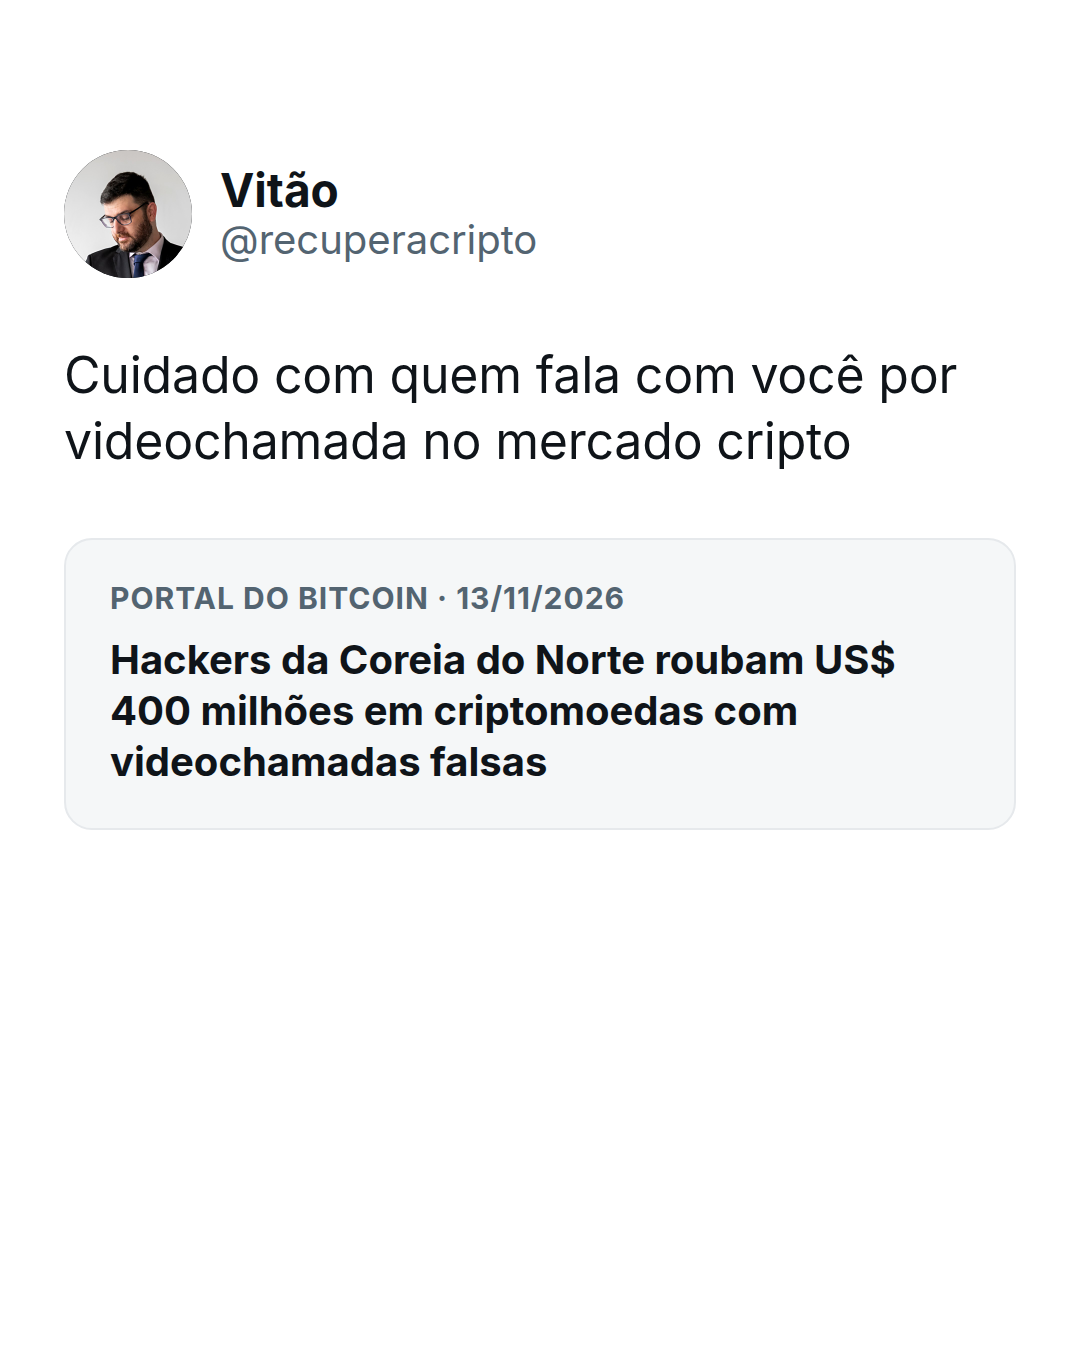 Vitão
@recuperacripto
Cuidado com quem fala com você por
videochamada no mercado cripto
PORTAL DO BITCOIN · 13/11/2026
Hackers da Coreia do Norte roubam US$
400 milhões em criptomoedas com
videochamadas falsas